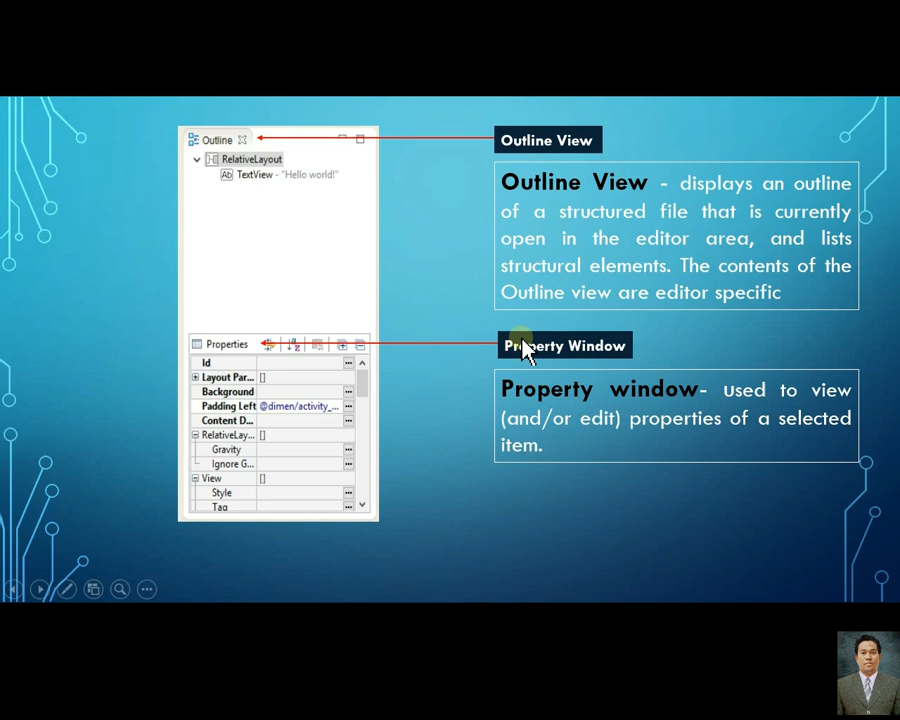 Outline
RelativeLayout
Ab TextView - "Hello world!"
Properties
Id
Layout Par... []
Background
Padding Left @dimen/activity_...
Content D...
RelativeLay... []
Gravity
Ignore G...
View []
Style
Tag
Outline View
Outline View - displays an outline
of a structured file that is currently
open in the editor area, and lists
structural elements. The contents of the
Outline view are editor specific
Property Window
Property window- used to view
(and/or edit) properties of a selected
item.